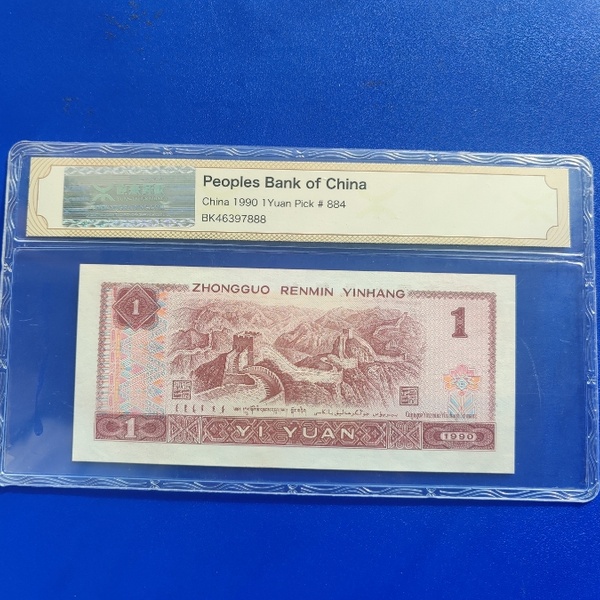 Peoples Bank of China
China 1990 1Yuan Pick # 884
BK46397888
ZHONGGUO RENMIN YINHANG
1
1
1
YI YUAN
1990